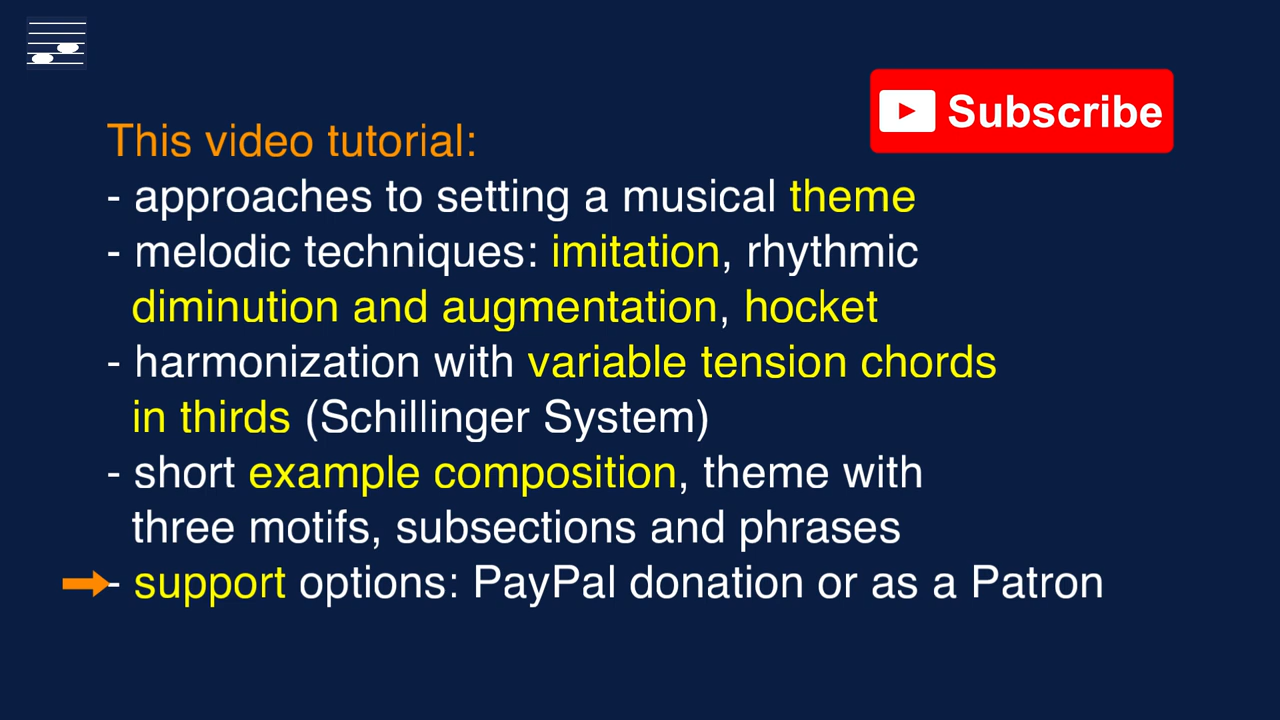 Subscribe
This video tutorial:
- approaches to setting a musical theme
- melodic techniques: imitation, rhythmic
diminution and augmentation, hocket
- harmonization with variable tension chords
in thirds (Schillinger System)
- short example composition, theme with
three motifs, subsections and phrases
- support options: PayPal donation or as a Patron